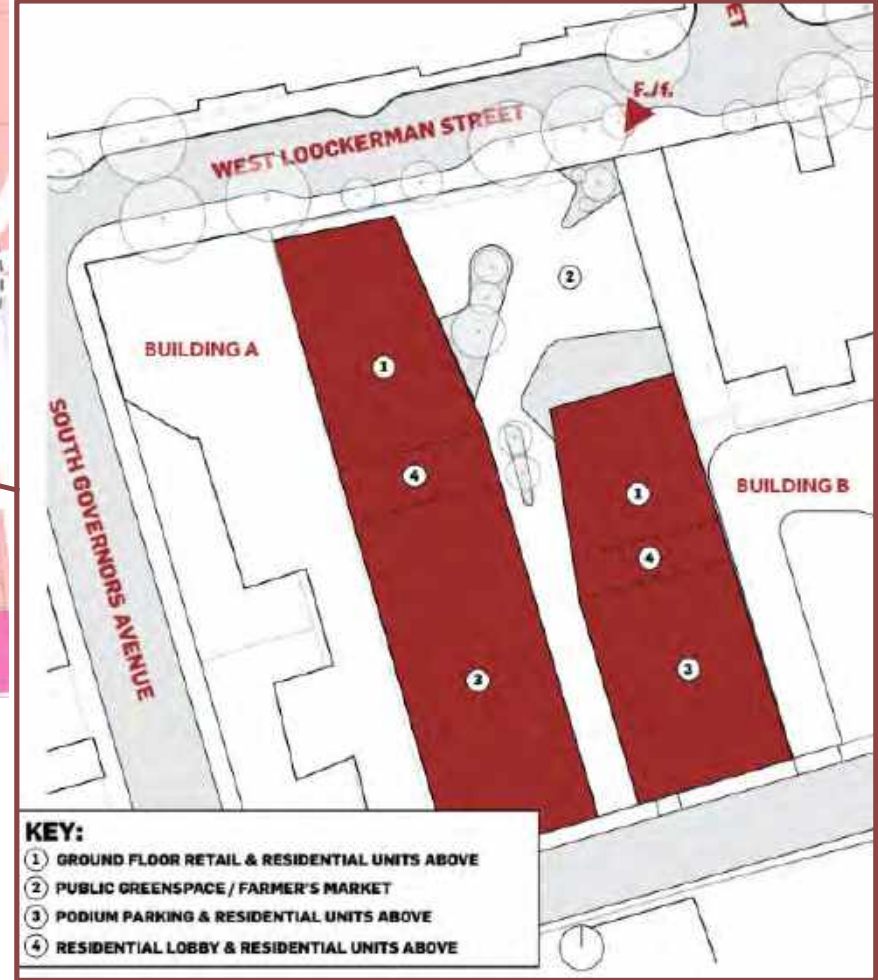 ET
F./f.
WEST LOOCKERMAN STREET
2
BUILDING A
1
SOUTH GOVERNORS AVENUE
4
1
BUILDING B
4
3
3
KEY:
1 GROUND FLOOR RETAIL & RESIDENTIAL UNITS ABOVE
2 PUBLIC GREENSPACE / FARMER'S MARKET
3 PODIUM PARKING & RESIDENTIAL UNITS ABOVE
4 RESIDENTIAL LOBBY & RESIDENTIAL UNITS ABOVE